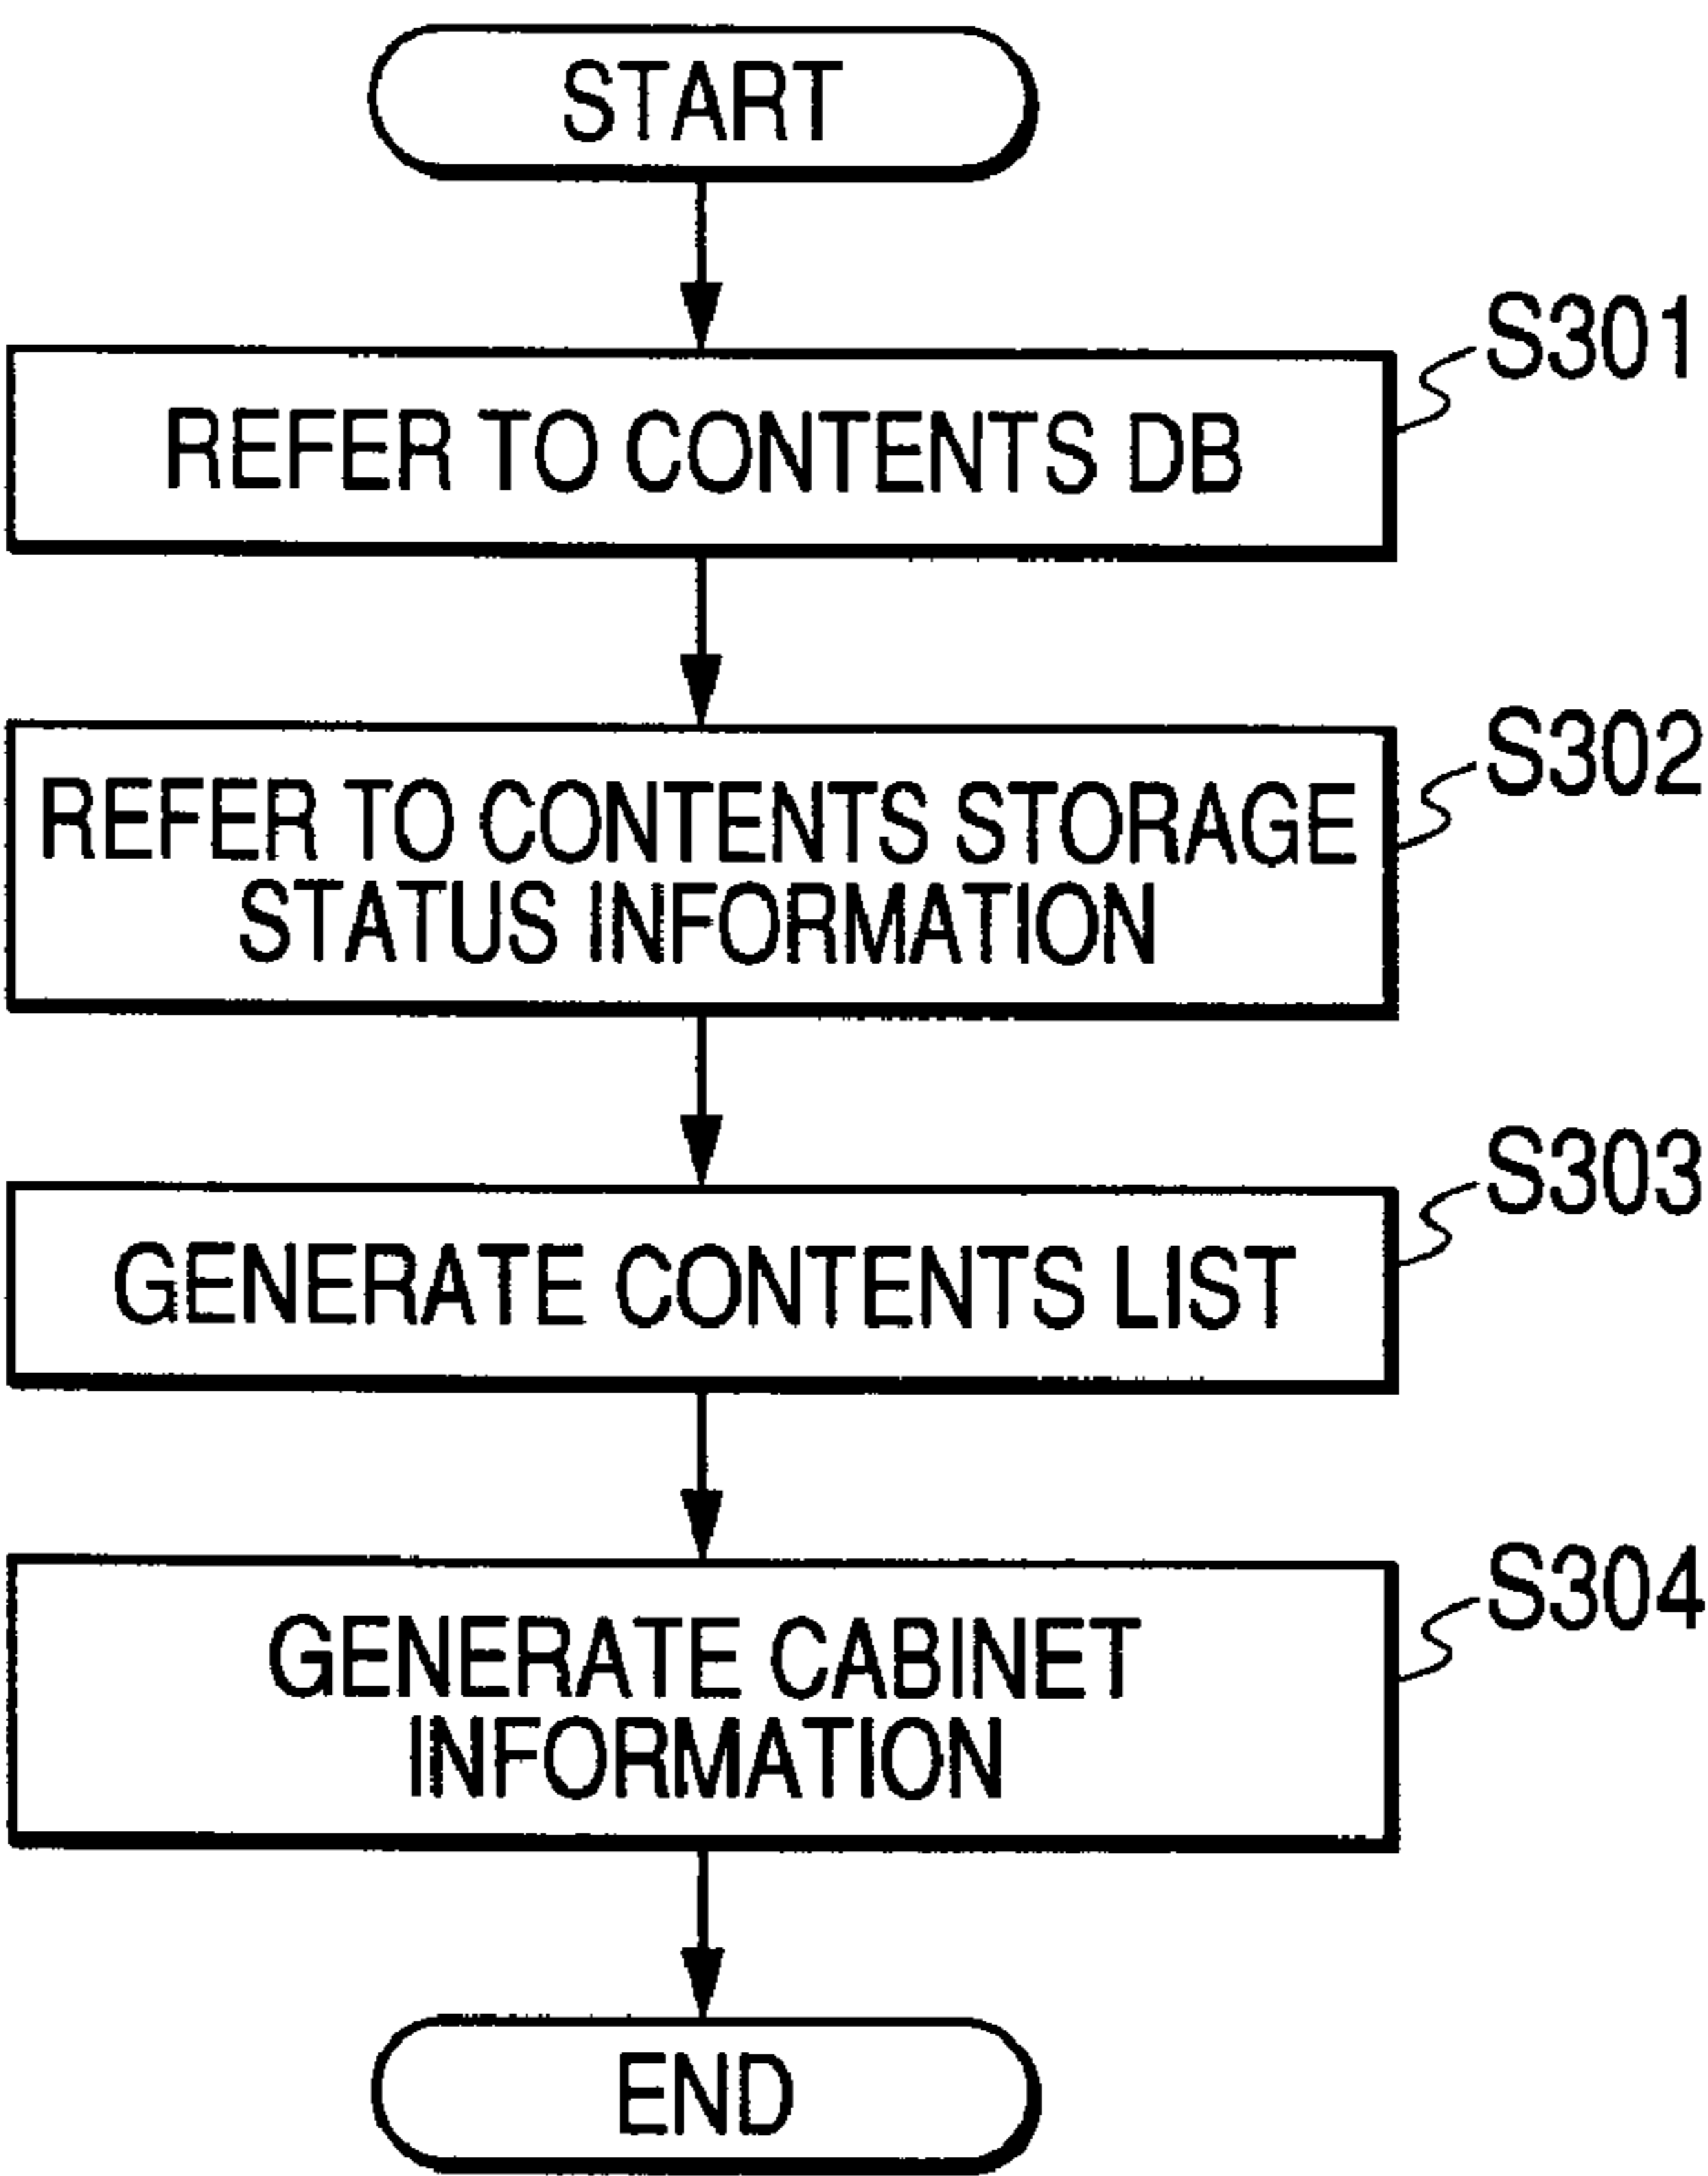 START
S301
REFER TO CONTENTS DB
S302
REFER TO CONTENTS STORAGE
STATUS INFORMATION
S303
GENERATE CONTENTS LIST
S304
GENERATE CABINET
INFORMATION
END